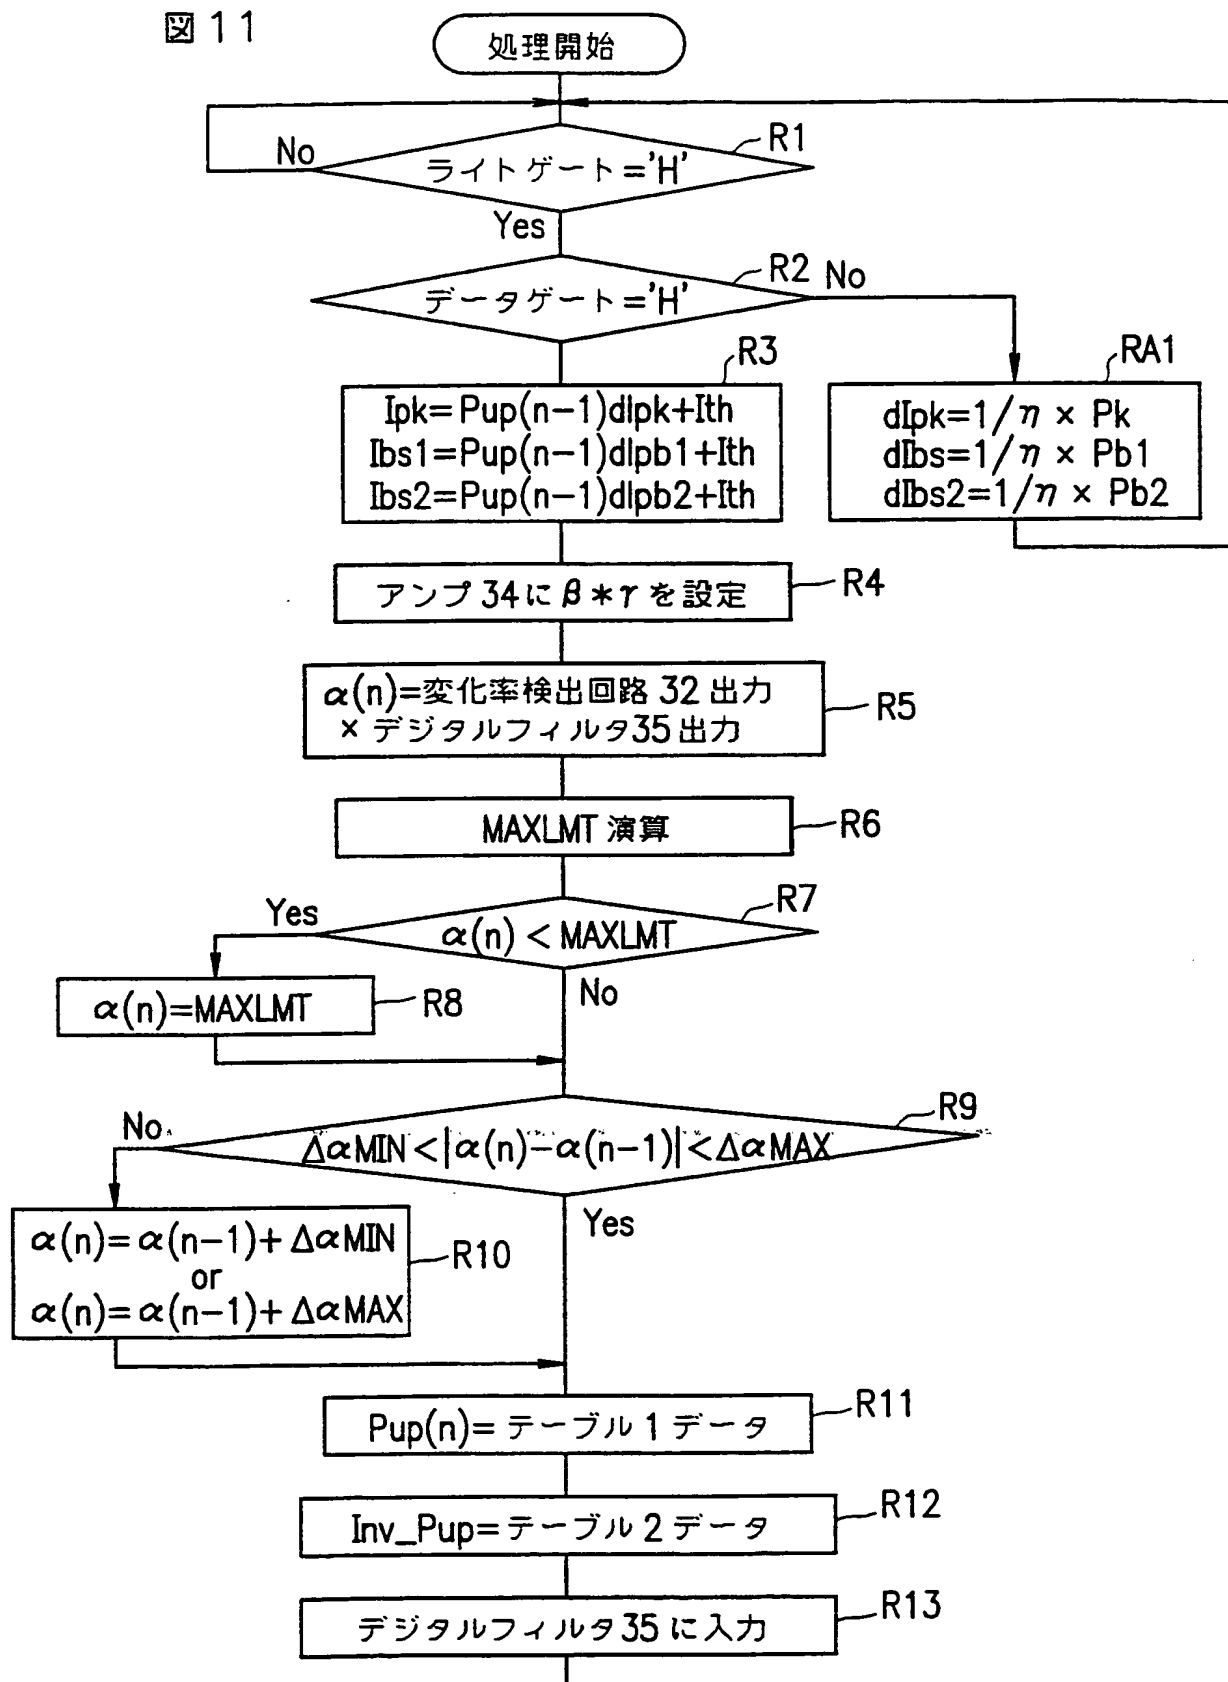 図11
処理開始
R1
No
ライトゲート='H'
Yes
R2
No
データゲート='H'
R3
Ipk=Pup(n-1)dIpk+Ith
Ibs1=Pup(n-1)dIpb1+Ith
Ibs2=Pup(n-1)dIpb2+Ith
RA1
dIpk=1/η × Pk
dIbs=1/η × Pb1
dIbs2=1/η × Pb2
アンプ34にβ*γを設定
R4
α(n)=変化率検出回路32出力
×デジタルフィルタ35出力
R5
MAXLMT演算
R6
R7
Yes
α(n)<MAXLMT
No
α(n)=MAXLMT
R8
R9
No
ΔαMIN<|α(n)-α(n-1)|<ΔαMAX
Yes
α(n)=α(n-1)+ΔαMIN
or
α(n)=α(n-1)+ΔαMAX
R10
Pup(n)=テーブル1データ
R11
Inv_Pup=テーブル2データ
R12
デジタルフィルタ35に入力
R13